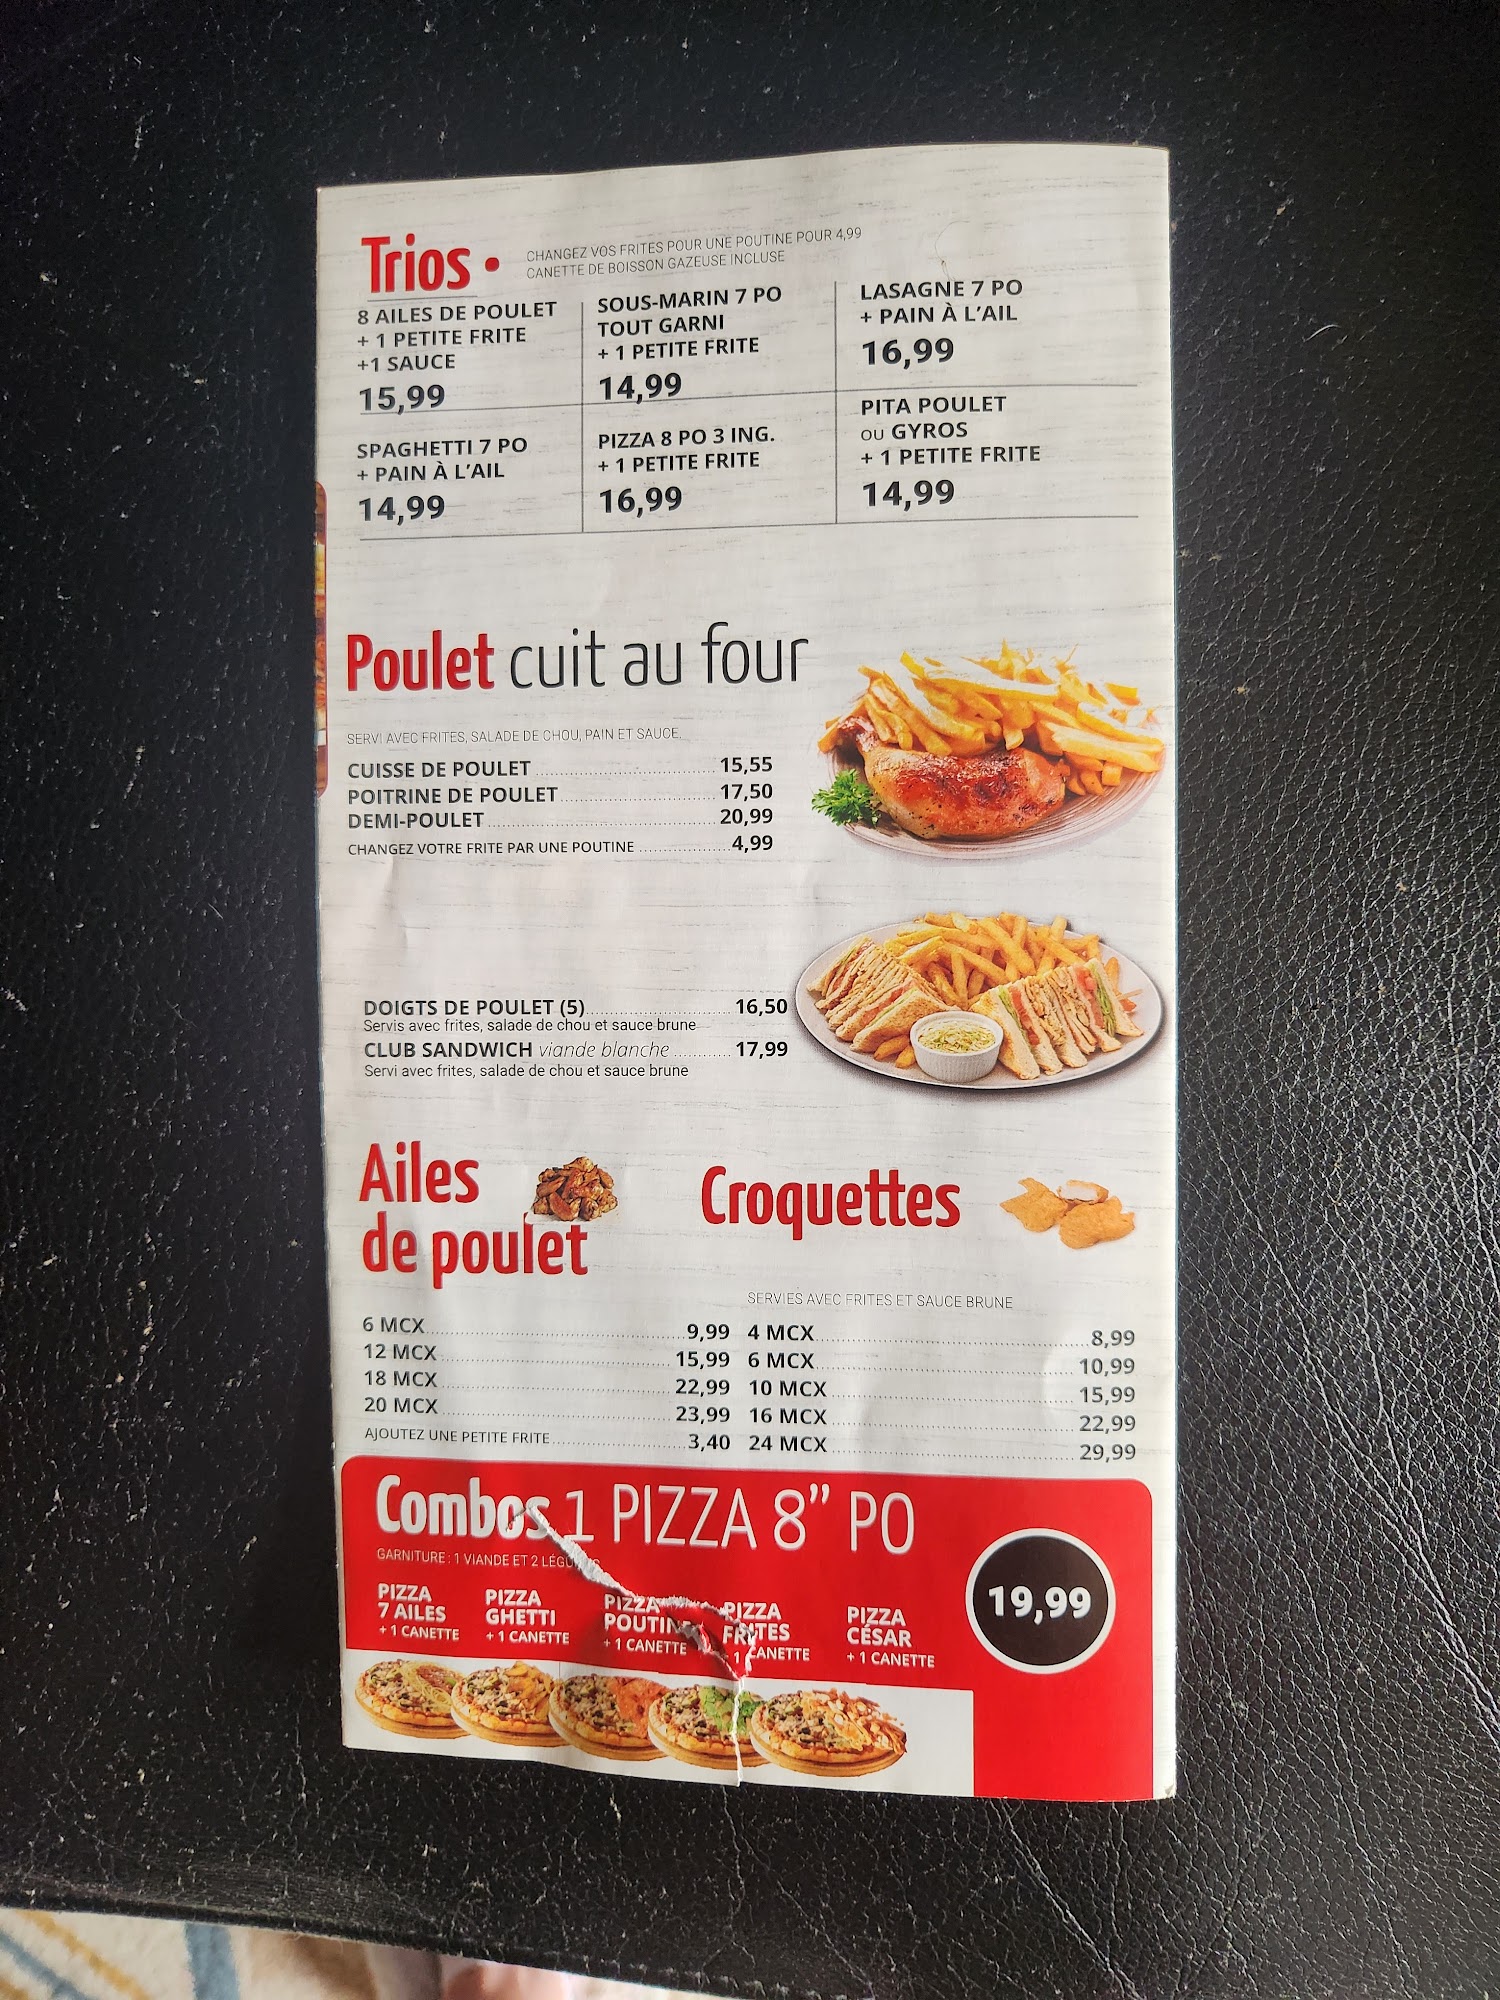 Trios •
CHANGEZ VOS FRITES POUR UNE POUTINE POUR 4,99
CANETTE DE BOISSON GAZEUSE INCLUSE
8 AILES DE POULET
+ 1 PETITE FRITE
+1 SAUCE
15,99
SOUS-MARIN 7 PO
TOUT GARNI
+ 1 PETITE FRITE
14,99
LASAGNE 7 PO
+ PAIN À L'AIL
16,99
SPAGHETTI 7 PO
+ PAIN À L'AIL
14,99
PIZZA 8 PO 3 ING.
+ 1 PETITE FRITE
16,99
PITA POULET
OU GYROS
+ 1 PETITE FRITE
14,99
Poulet cuit au four
SERVI AVEC FRITES, SALADE DE CHOU, PAIN ET SAUCE.
CUISSE DE POULET 15,55
POITRINE DE POULET 17,50
DEMI-POULET 20,99
CHANGEZ VOTRE FRITE PAR UNE POUTINE 4,99
DOIGTS DE POULET (5) 16,50
Servis avec frites, salade de chou et sauce brune
CLUB SANDWICH viande blanche 17,99
Servi avec frites, salade de chou et sauce brune
Ailes
de poulet
6 MCX 9,99
12 MCX 15,99
18 MCX 22,99
20 MCX 23,99
AJOUTEZ UNE PETITE FRITE 3,40
Croquettes
SERVIES AVEC FRITES ET SAUCE BRUNE
4 MCX 8,99
6 MCX 10,99
10 MCX 15,99
16 MCX 22,99
24 MCX 29,99
Combos 1 PIZZA 8" PO
GARNITURE : 1 VIANDE ET 2
PIZZA
7 AILES
+ 1 CANETTE
PIZZA
GHETTI
+ 1 CANETTE
PIZZA
POUTINE
+ 1 CANETTE
PIZZA
FRITES
1 CANETTE
PIZZA
CÉSAR
+ 1 CANETTE
19,99